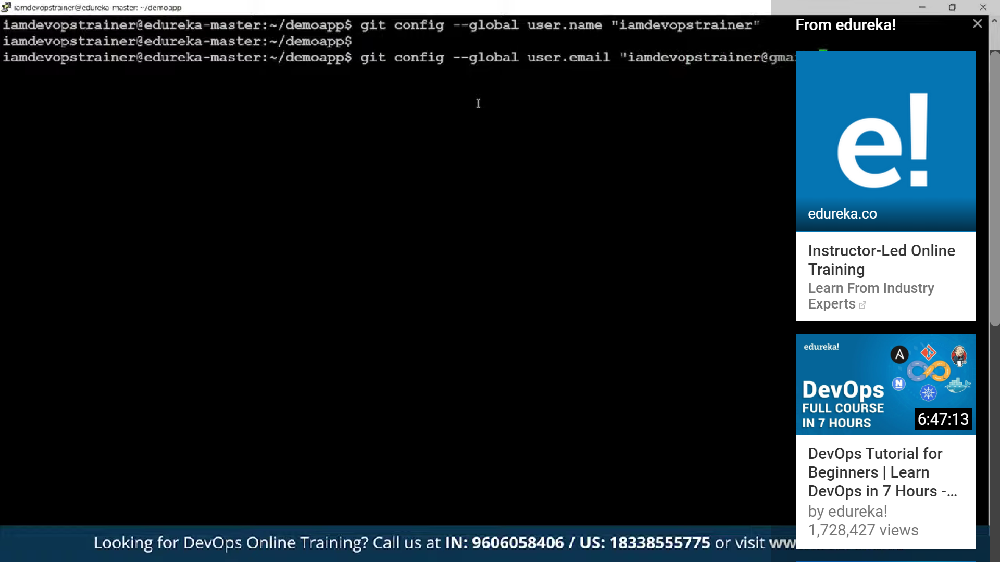 iamdevopstrainer@edureka-master: ~/demoapp
iamdevopstrainer@edureka-master:~/demoapp$ git config --global user.name "iamdevopstrainer"
iamdevopstrainer@edureka-master:~/demoapp$
iamdevopstrainer@edureka-master:~/demoapp$ git config --global user.email "iamdevopstrainer@gma
From edureka!
e!
edureka.co
Instructor-Led Online
Training
Learn From Industry
Experts
edureka!
DevOps
FULL COURSE
IN 7 HOURS
6:47:13
DevOps Tutorial for
Beginners | Learn
DevOps in 7 Hours -...
by edureka!
1,728,427 views
Looking for DevOps Online Training? Call us at IN: 9606058406 / US: 18338555775 or visit ww